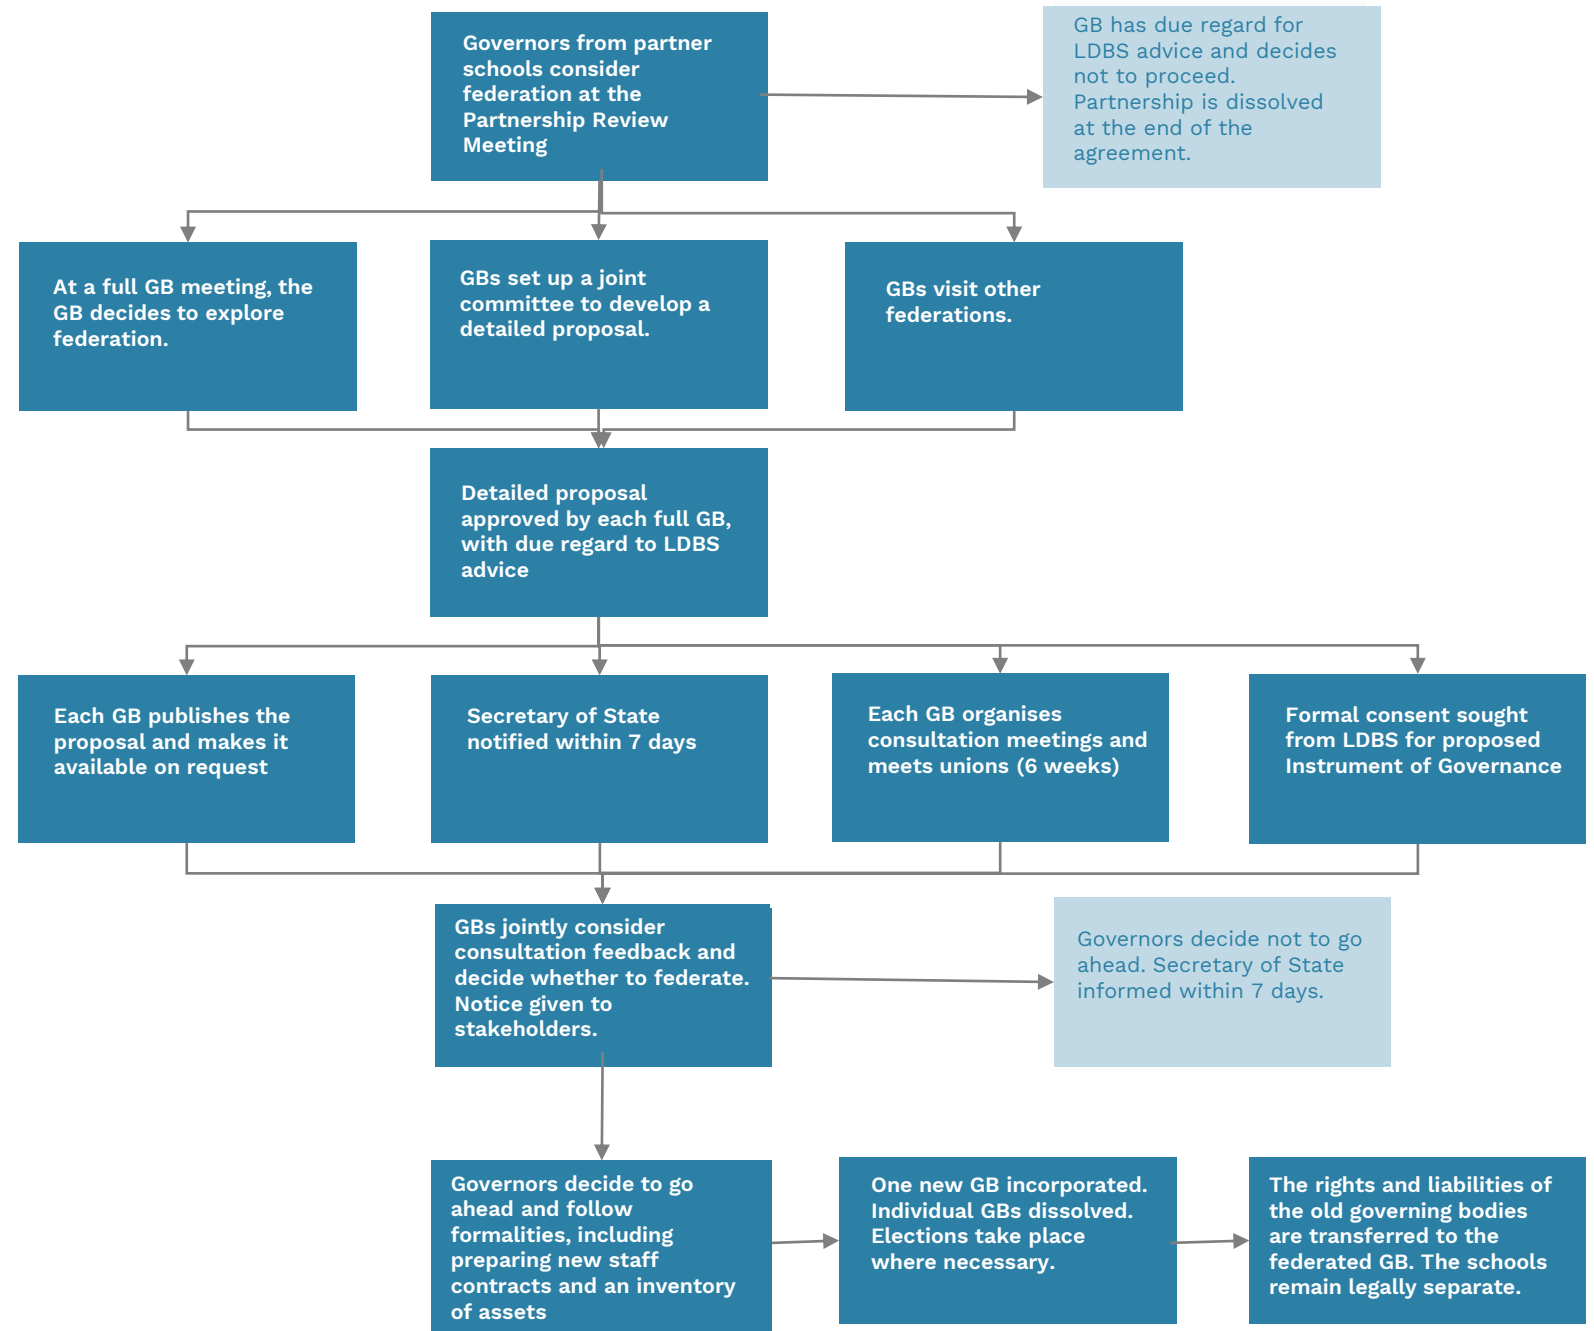 Governors from partner
schools consider
federation at the
Partnership Review
Meeting
GB has due regard for
LDBS advice and decides
not to proceed.
Partnership is dissolved
at the end of the
agreement.
At a full GB meeting, the
GB decides to explore
federation.
GBs set up a joint
committee to develop a
detailed proposal.
GBs visit other
federations.
Detailed proposal
approved by each full GB,
with due regard to LDBS
advice
Each GB publishes the
proposal and makes it
available on request
Secretary of State
notified within 7 days
Each GB organises
consultation meetings and
meets unions (6 weeks)
Formal consent sought
from LDBS for proposed
Instrument of Governance
GBs jointly consider
consultation feedback and
decide whether to federate.
Notice given to
stakeholders.
Governors decide not to go
ahead. Secretary of State
informed within 7 days.
Governors decide to go
ahead and follow
formalities, including
preparing new staff
contracts and an inventory
of assets
One new GB incorporated.
Individual GBs dissolved.
Elections take place
where necessary.
The rights and liabilities of
the old governing bodies
are transferred to the
federated GB. The schools
remain legally separate.